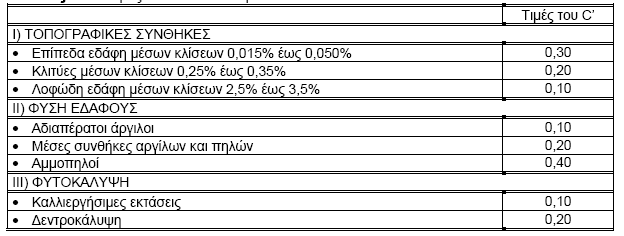 Τιμές του C’
Ι) ΤΟΠΟΓΡΑΦΙΚΕΣ ΣΥΝΘΗΚΕΣ
• Επίπεδα εδάφη μέσων κλίσεων 0,015% έως 0,050% 0,30
• Κλιτύες μέσων κλίσεων 0,25% έως 0,35% 0,20
• Λοφώδη εδάφη μέσων κλίσεων 2,5% έως 3,5% 0,10
ΙΙ) ΦΥΣΗ ΕΔΑΦΟΥΣ
• Αδιαπέρατοι άργιλοι 0,10
• Μέσες συνθήκες αργίλων και πηλών 0,20
• Αμμοπηλοί 0,40
ΙΙΙ) ΦΥΤΟΚΑΛΥΨΗ
• Καλλιεργήσιμες εκτάσεις 0,10
• Δεντροκάλυψη 0,20